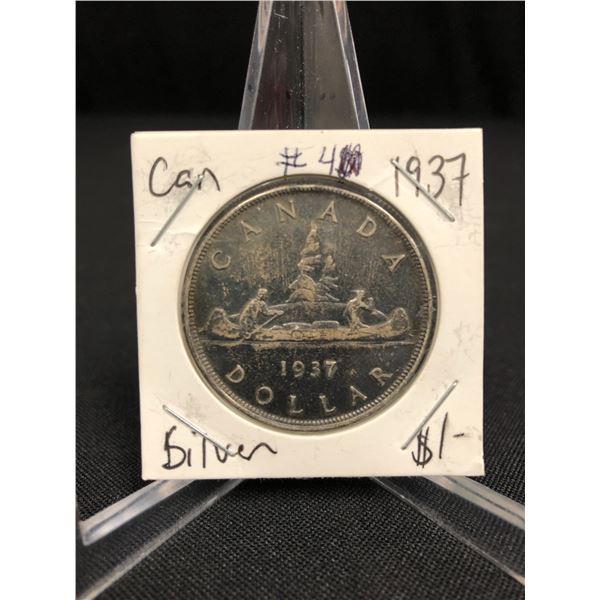 Can # 4 1937
CANADA
1937
DOLLAR
Silver $1-